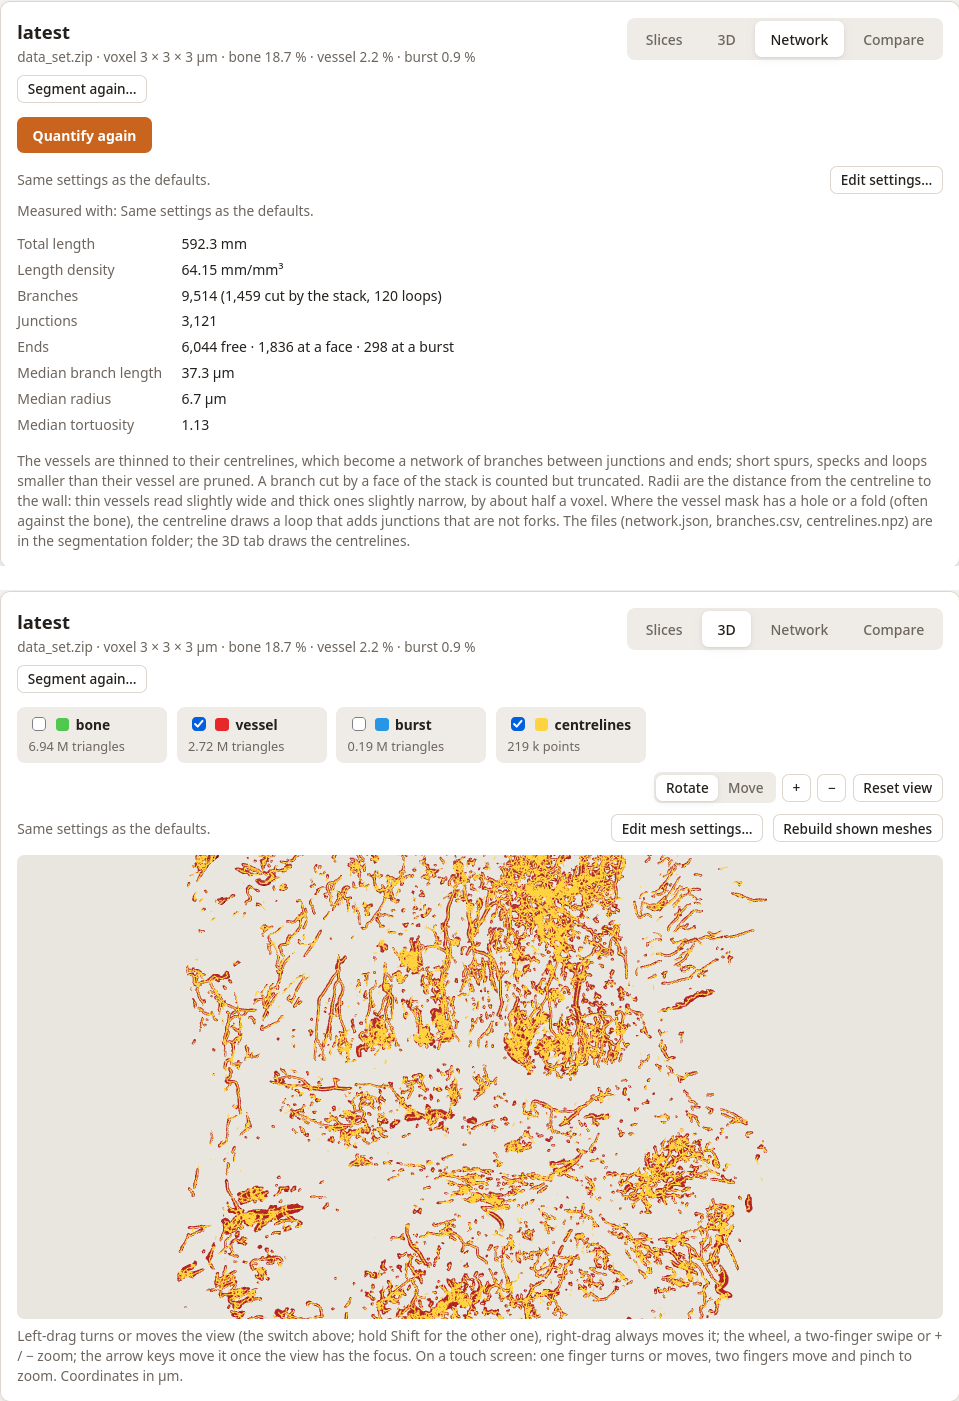 latest
Slices 3D Network Compare
data_set.zip · voxel 3 × 3 × 3 µm · bone 18.7 % · vessel 2.2 % · burst 0.9 %
Segment again...
Quantify again
Same settings as the defaults. Edit settings...
Measured with: Same settings as the defaults.
Total length 592.3 mm
Length density 64.15 mm/mm³
Branches 9,514 (1,459 cut by the stack, 120 loops)
Junctions 3,121
Ends 6,044 free · 1,836 at a face · 298 at a burst
Median branch length 37.3 µm
Median radius 6.7 µm
Median tortuosity 1.13
The vessels are thinned to their centrelines, which become a network of branches between junctions and ends; short spurs, specks and loops
smaller than their vessel are pruned. A branch cut by a face of the stack is counted but truncated. Radii are the distance from the centreline to
the wall: thin vessels read slightly wide and thick ones slightly narrow, by about half a voxel. Where the vessel mask has a hole or a fold (often
against the bone), the centreline draws a loop that adds junctions that are not forks. The files (network.json, branches.csv, centrelines.npz) are
in the segmentation folder; the 3D tab draws the centrelines.
latest
Slices 3D Network Compare
data_set.zip · voxel 3 × 3 × 3 µm · bone 18.7 % · vessel 2.2 % · burst 0.9 %
Segment again...
bone vessel burst centrelines
6.94 M triangles 2.72 M triangles 0.19 M triangles 219 k points
Rotate Move + − Reset view
Same settings as the defaults. Edit mesh settings... Rebuild shown meshes
Left-drag turns or moves the view (the switch above; hold Shift for the other one), right-drag always moves it; the wheel, a two-finger swipe or +
/ − zoom; the arrow keys move it once the view has the focus. On a touch screen: one finger turns or moves, two fingers move and pinch to
zoom. Coordinates in µm.